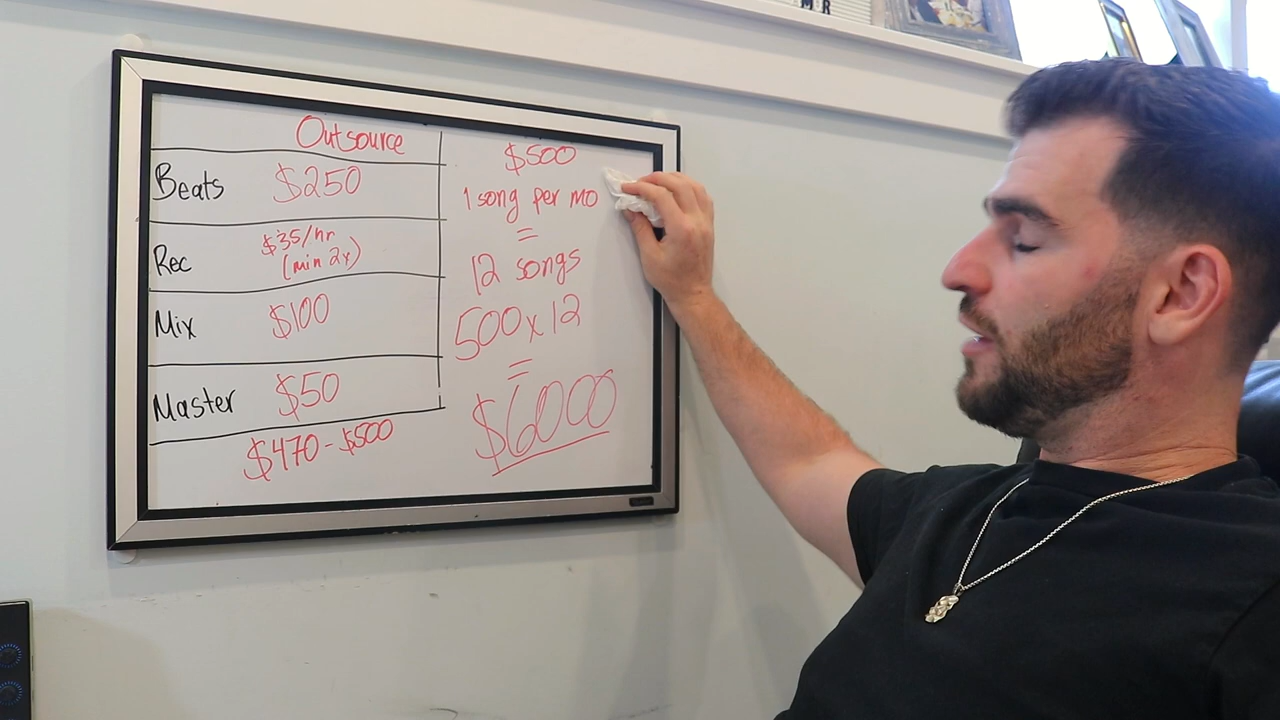 Outsource
Beats $250
Rec $35/hr
(min 2x)
Mix $100
Master $50
$470-$500
$500
1 song per mo
=
12 songs
500x12
=
$6000